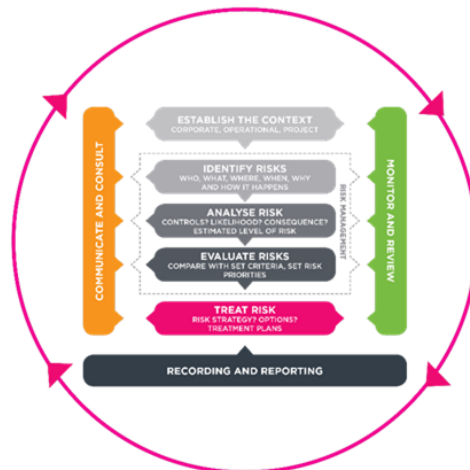 ESTABLISH THE CONTEXT
CORPORATE, OPERATIONAL, PROJECT
IDENTIFY RISKS
WHO, WHAT, WHERE, WHEN, WHY
AND HOW IT HAPPENS
ANALYSE RISK
CONTROLS? LIKELIHOOD? CONSEQUENCE?
ESTIMATED LEVEL OF RISK
EVALUATE RISKS
COMPARE WITH SET CRITERIA, SET RISK
PRIORITIES
TREAT RISK
RISK STRATEGY? OPTIONS?
TREATMENT PLANS
RECORDING AND REPORTING
COMMUNICATE AND CONSULT
RISK MANAGEMENT
MONITOR AND REVIEW